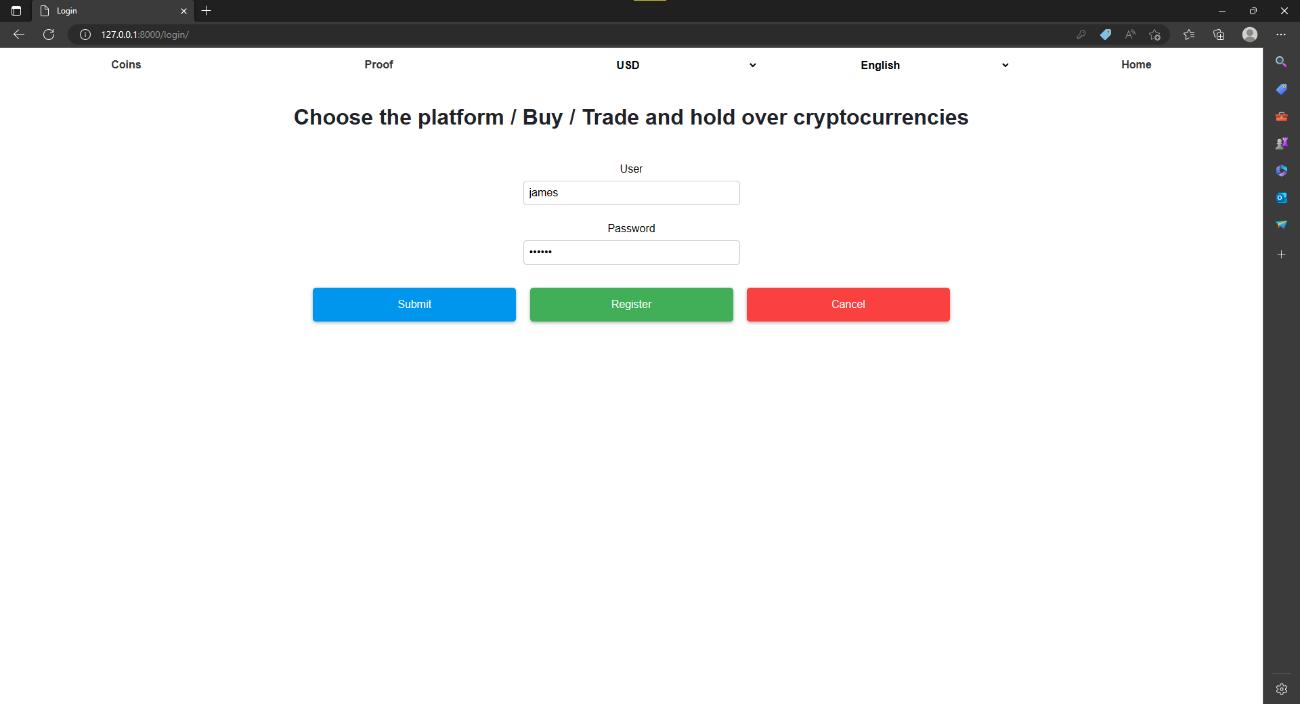 Login
127.0.0.1:8000/login/
Coins Proof USD English Home
Choose the platform / Buy / Trade and hold over cryptocurrencies
User
james
Password
••••••
Submit Register Cancel